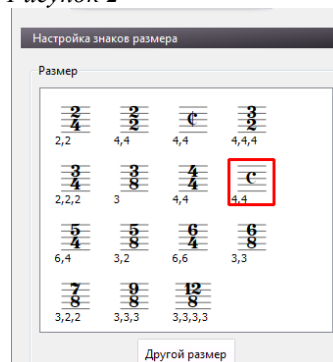 Рисунок 2
Настройка знаков размера
Размер
2 2 ¢ 3
4 2 2
2,2 4,4 4,4 4,4,4
3 3 4 C
4 8 4
2,2,2 3 4,4 4,4
5 5 6 6
4 8 4 8
6,4 3,2 6,6 3,3
7 9 12
8 8 8
3,2,2 3,3,3 3,3,3,3
Другой размер